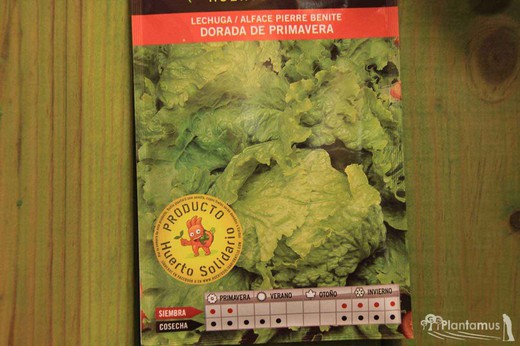 LECHUGA / ALFACE PIERRE BENITE
DORADA DE PRIMAVERA
PRODUCTO
Huerto Solidario
PRIMAVERA VERANO OTOÑO INVIERNO
SIEMBRA
COSECHA
Plantamus